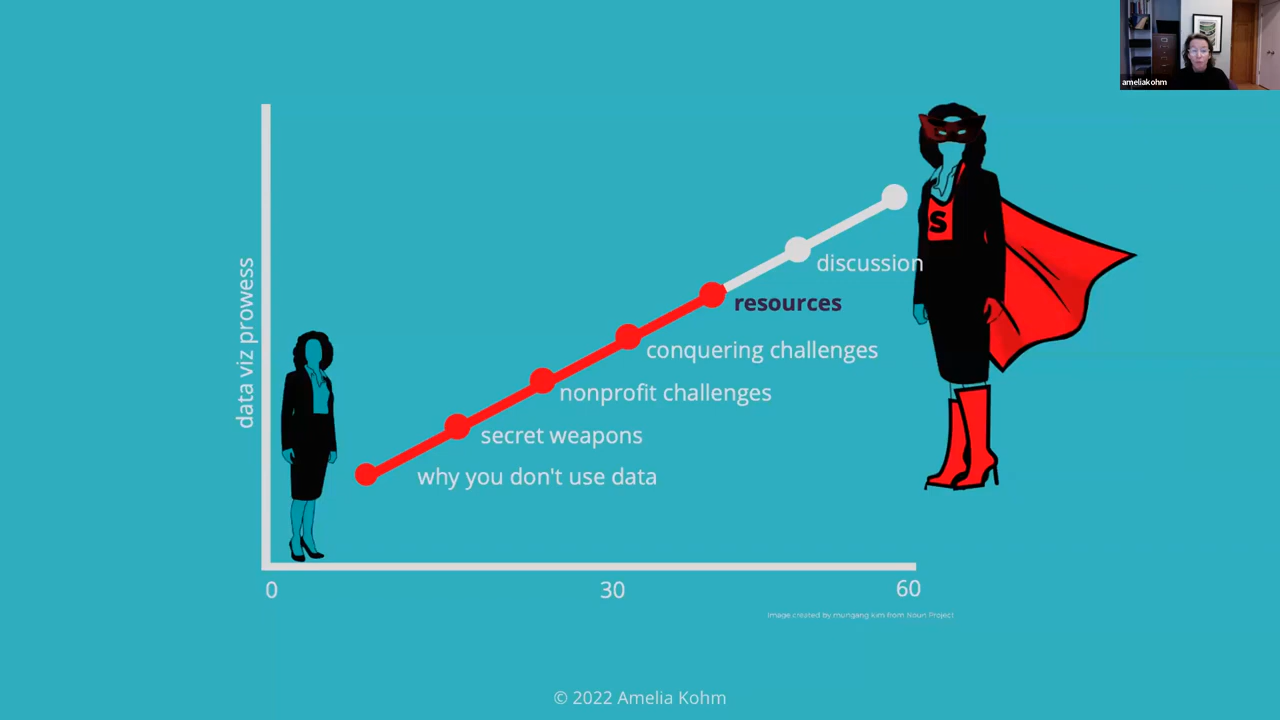 ameliakohm
S
data viz prowess
discussion
resources
conquering challenges
nonprofit challenges
secret weapons
why you don't use data
0
30
60
Image created by mungang kim from Noun Project
© 2022 Amelia Kohm